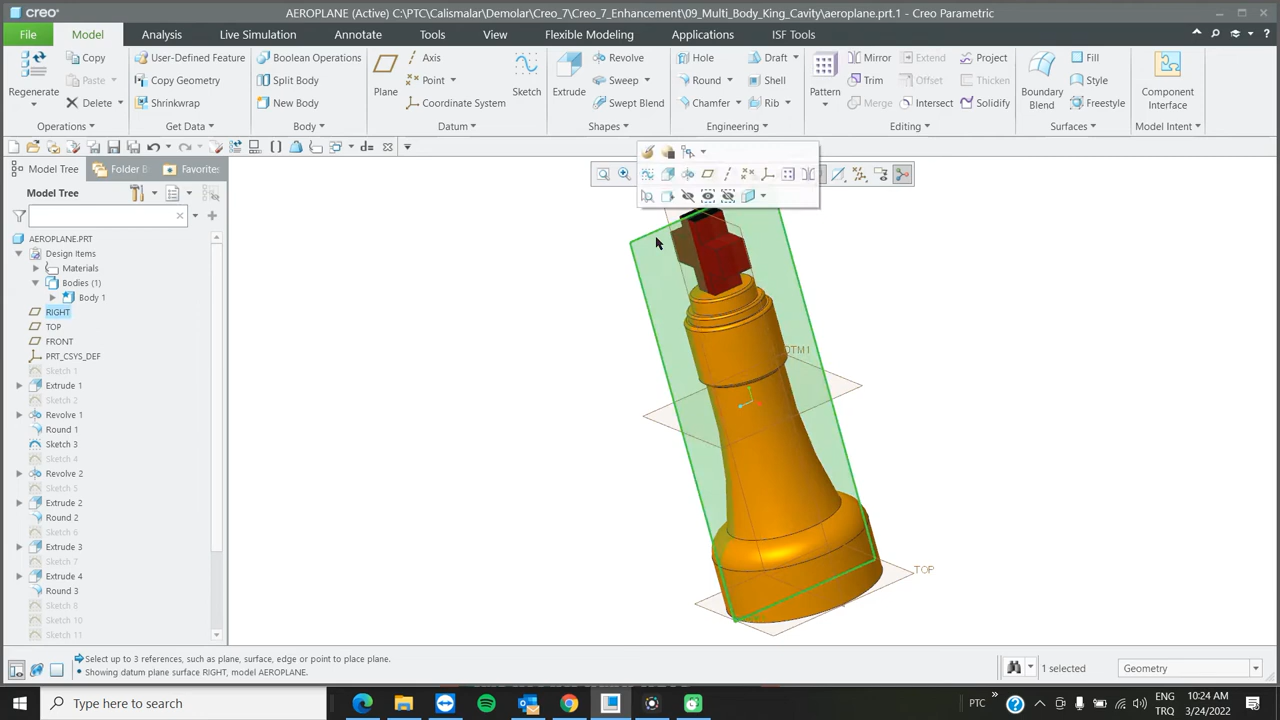 creo°
AEROPLANE (Active) C:\PTC\Calismalar\Demolar\Creo_7\Creo_7_Enhancement\09_Multi_Body_King_Cavity\aeroplane.prt.1 - Creo Parametric
File Model Analysis Live Simulation Annotate Tools View Flexible Modeling Applications ISF Tools
Regenerate
Copy
Paste
Delete
Operations
User-Defined Feature
Copy Geometry
Shrinkwrap
Get Data
Boolean Operations
Split Body
New Body
Body
Plane
Axis
Point
Coordinate System
Sketch
Datum
Extrude
Revolve
Sweep
Swept Blend
Shapes
Hole
Round
Chamfer
Draft
Shell
Rib
Engineering
Pattern
Mirror
Trim
Merge
Extend
Offset
Intersect
Project
Thicken
Solidify
Editing
Boundary Blend
Fill
Style
Freestyle
Surfaces
Component Interface
Model Intent
Model Tree Folder B Favorites
Model Tree
AEROPLANE.PRT
Design Items
Materials
Bodies (1)
Body 1
RIGHT
TOP
FRONT
PRT_CSYS_DEF
Sketch 1
Extrude 1
Sketch 2
Revolve 1
Round 1
Sketch 3
Sketch 4
Revolve 2
Sketch 5
Extrude 2
Round 2
Sketch 6
Extrude 3
Sketch 7
Extrude 4
Round 3
Sketch 8
Sketch 10
Sketch 11
DTM1
TOP
Select up to 3 references, such as plane, surface, edge or point to place plane.
Showing datum plane surface RIGHT, model AEROPLANE.
1 selected
Geometry
Type here to search
PTC
ENG
TRQ
10:24 AM
3/24/2022